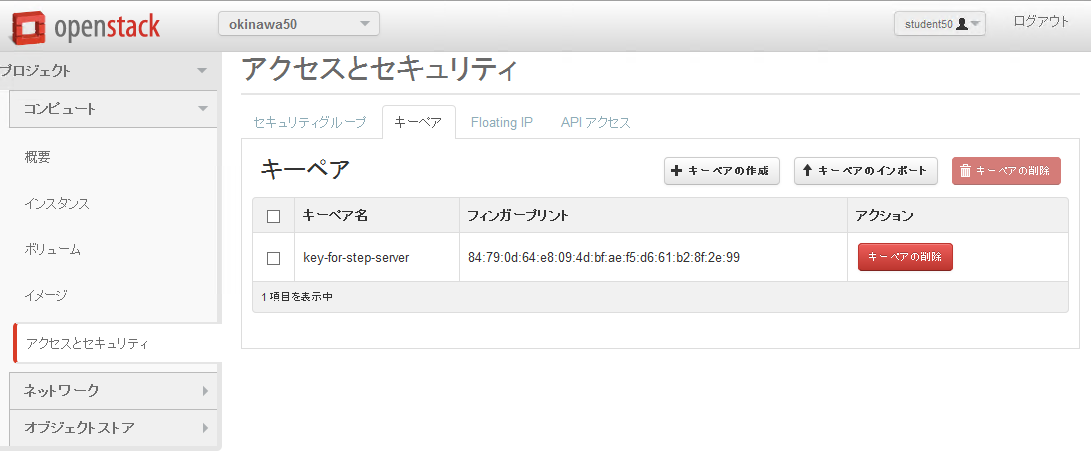 openstack
okinawa50
student50
ログアウト
プロジェクト
コンピュート
概要
インスタンス
ボリューム
イメージ
アクセスとセキュリティ
ネットワーク
オブジェクトストア
アクセスとセキュリティ
セキュリティグループ キーペア Floating IP API アクセス
キーペア
キーペアの作成 キーペアのインポート キーペアの削除
キーペア名 フィンガープリント アクション
key-for-step-server 84:79:0d:64:e8:09:4d:bf:ae:f5:d6:61:b2:8f:2e:99 キーペアの削除
1 項目を表示中